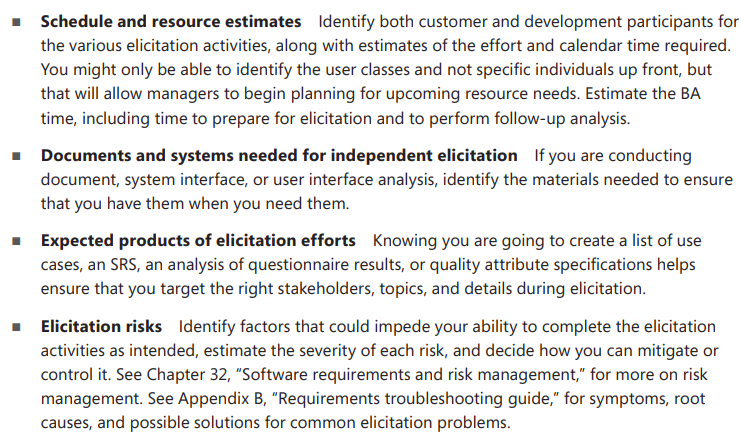 ▪ Schedule and resource estimates Identify both customer and development participants for
the various elicitation activities, along with estimates of the effort and calendar time required.
You might only be able to identify the user classes and not specific individuals up front, but
that will allow managers to begin planning for upcoming resource needs. Estimate the BA
time, including time to prepare for elicitation and to perform follow-up analysis.
▪ Documents and systems needed for independent elicitation If you are conducting
document, system interface, or user interface analysis, identify the materials needed to ensure
that you have them when you need them.
▪ Expected products of elicitation efforts Knowing you are going to create a list of use
cases, an SRS, an analysis of questionnaire results, or quality attribute specifications helps
ensure that you target the right stakeholders, topics, and details during elicitation.
▪ Elicitation risks Identify factors that could impede your ability to complete the elicitation
activities as intended, estimate the severity of each risk, and decide how you can mitigate or
control it. See Chapter 32, “Software requirements and risk management,” for more on risk
management. See Appendix B, “Requirements troubleshooting guide,” for symptoms, root
causes, and possible solutions for common elicitation problems.